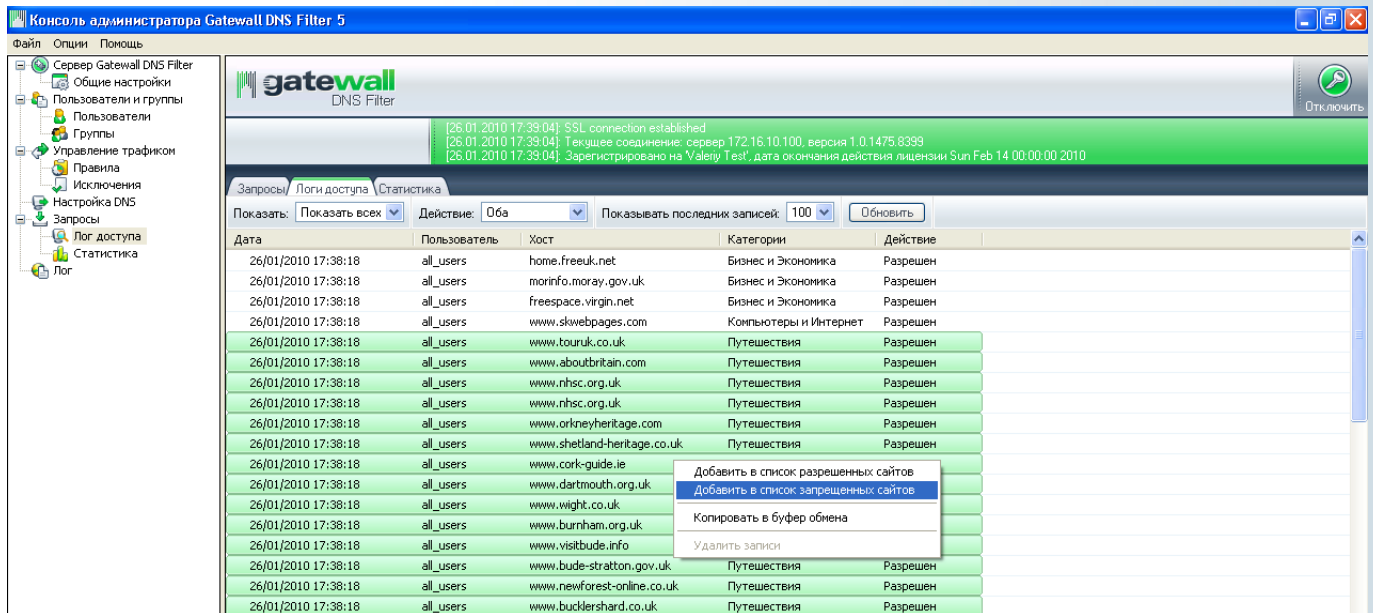 Консоль администратора Gatewall DNS Filter 5
Файл Опции Помощь
Сервер Gatewall DNS Filter
Общие настройки
Пользователи и группы
Пользователи
Группы
Управление трафиком
Правила
Исключения
Настройка DNS
Запросы
Лог доступа
Статистика
Лог
gatewall
DNS Filter
Отключить
[26.01.2010 17:39:04]: SSL connection established
[26.01.2010 17:39:04]: Текущее соединение: сервер 172.16.10.100, версия 1.0.1475.8399
[26.01.2010 17:39:04]: Зарегистрировано на 'Valeriy Test', дата окончания действия лицензии Sun Feb 14 00:00:00 2010
Запросы Логи доступа Статистика
Показать: Показать всех Действие: Оба Показывать последних записей: 100 Обновить
Дата Пользователь Хост Категории Действие
26/01/2010 17:38:18 all_users home.freeuk.net Бизнес и Экономика Разрешен
26/01/2010 17:38:18 all_users morinfo.moray.gov.uk Бизнес и Экономика Разрешен
26/01/2010 17:38:18 all_users freespace.virgin.net Бизнес и Экономика Разрешен
26/01/2010 17:38:18 all_users www.skwebpages.com Компьютеры и Интернет Разрешен
26/01/2010 17:38:18 all_users www.touruk.co.uk Путешествия Разрешен
26/01/2010 17:38:18 all_users www.aboutbritain.com Путешествия Разрешен
26/01/2010 17:38:18 all_users www.nhsc.org.uk Путешествия Разрешен
26/01/2010 17:38:18 all_users www.nhsc.org.uk Путешествия Разрешен
26/01/2010 17:38:18 all_users www.orkneyheritage.com Путешествия Разрешен
26/01/2010 17:38:18 all_users www.shetland-heritage.co.uk Путешествия Разрешен
26/01/2010 17:38:18 all_users www.cork-guide.ie
26/01/2010 17:38:18 all_users www.dartmouth.org.uk
26/01/2010 17:38:18 all_users www.wight.co.uk
26/01/2010 17:38:18 all_users www.burnham.org.uk
26/01/2010 17:38:18 all_users www.visitbude.info
Добавить в список разрешенных сайтов
Добавить в список запрещенных сайтов
Копировать в буфер обмена
Удалить записи
26/01/2010 17:38:18 all_users www.bude-stratton.gov.uk Путешествия Разрешен
26/01/2010 17:38:18 all_users www.newforest-online.co.uk Путешествия Разрешен
26/01/2010 17:38:18 all_users www.bucklershard.co.uk Путешествия Разрешен